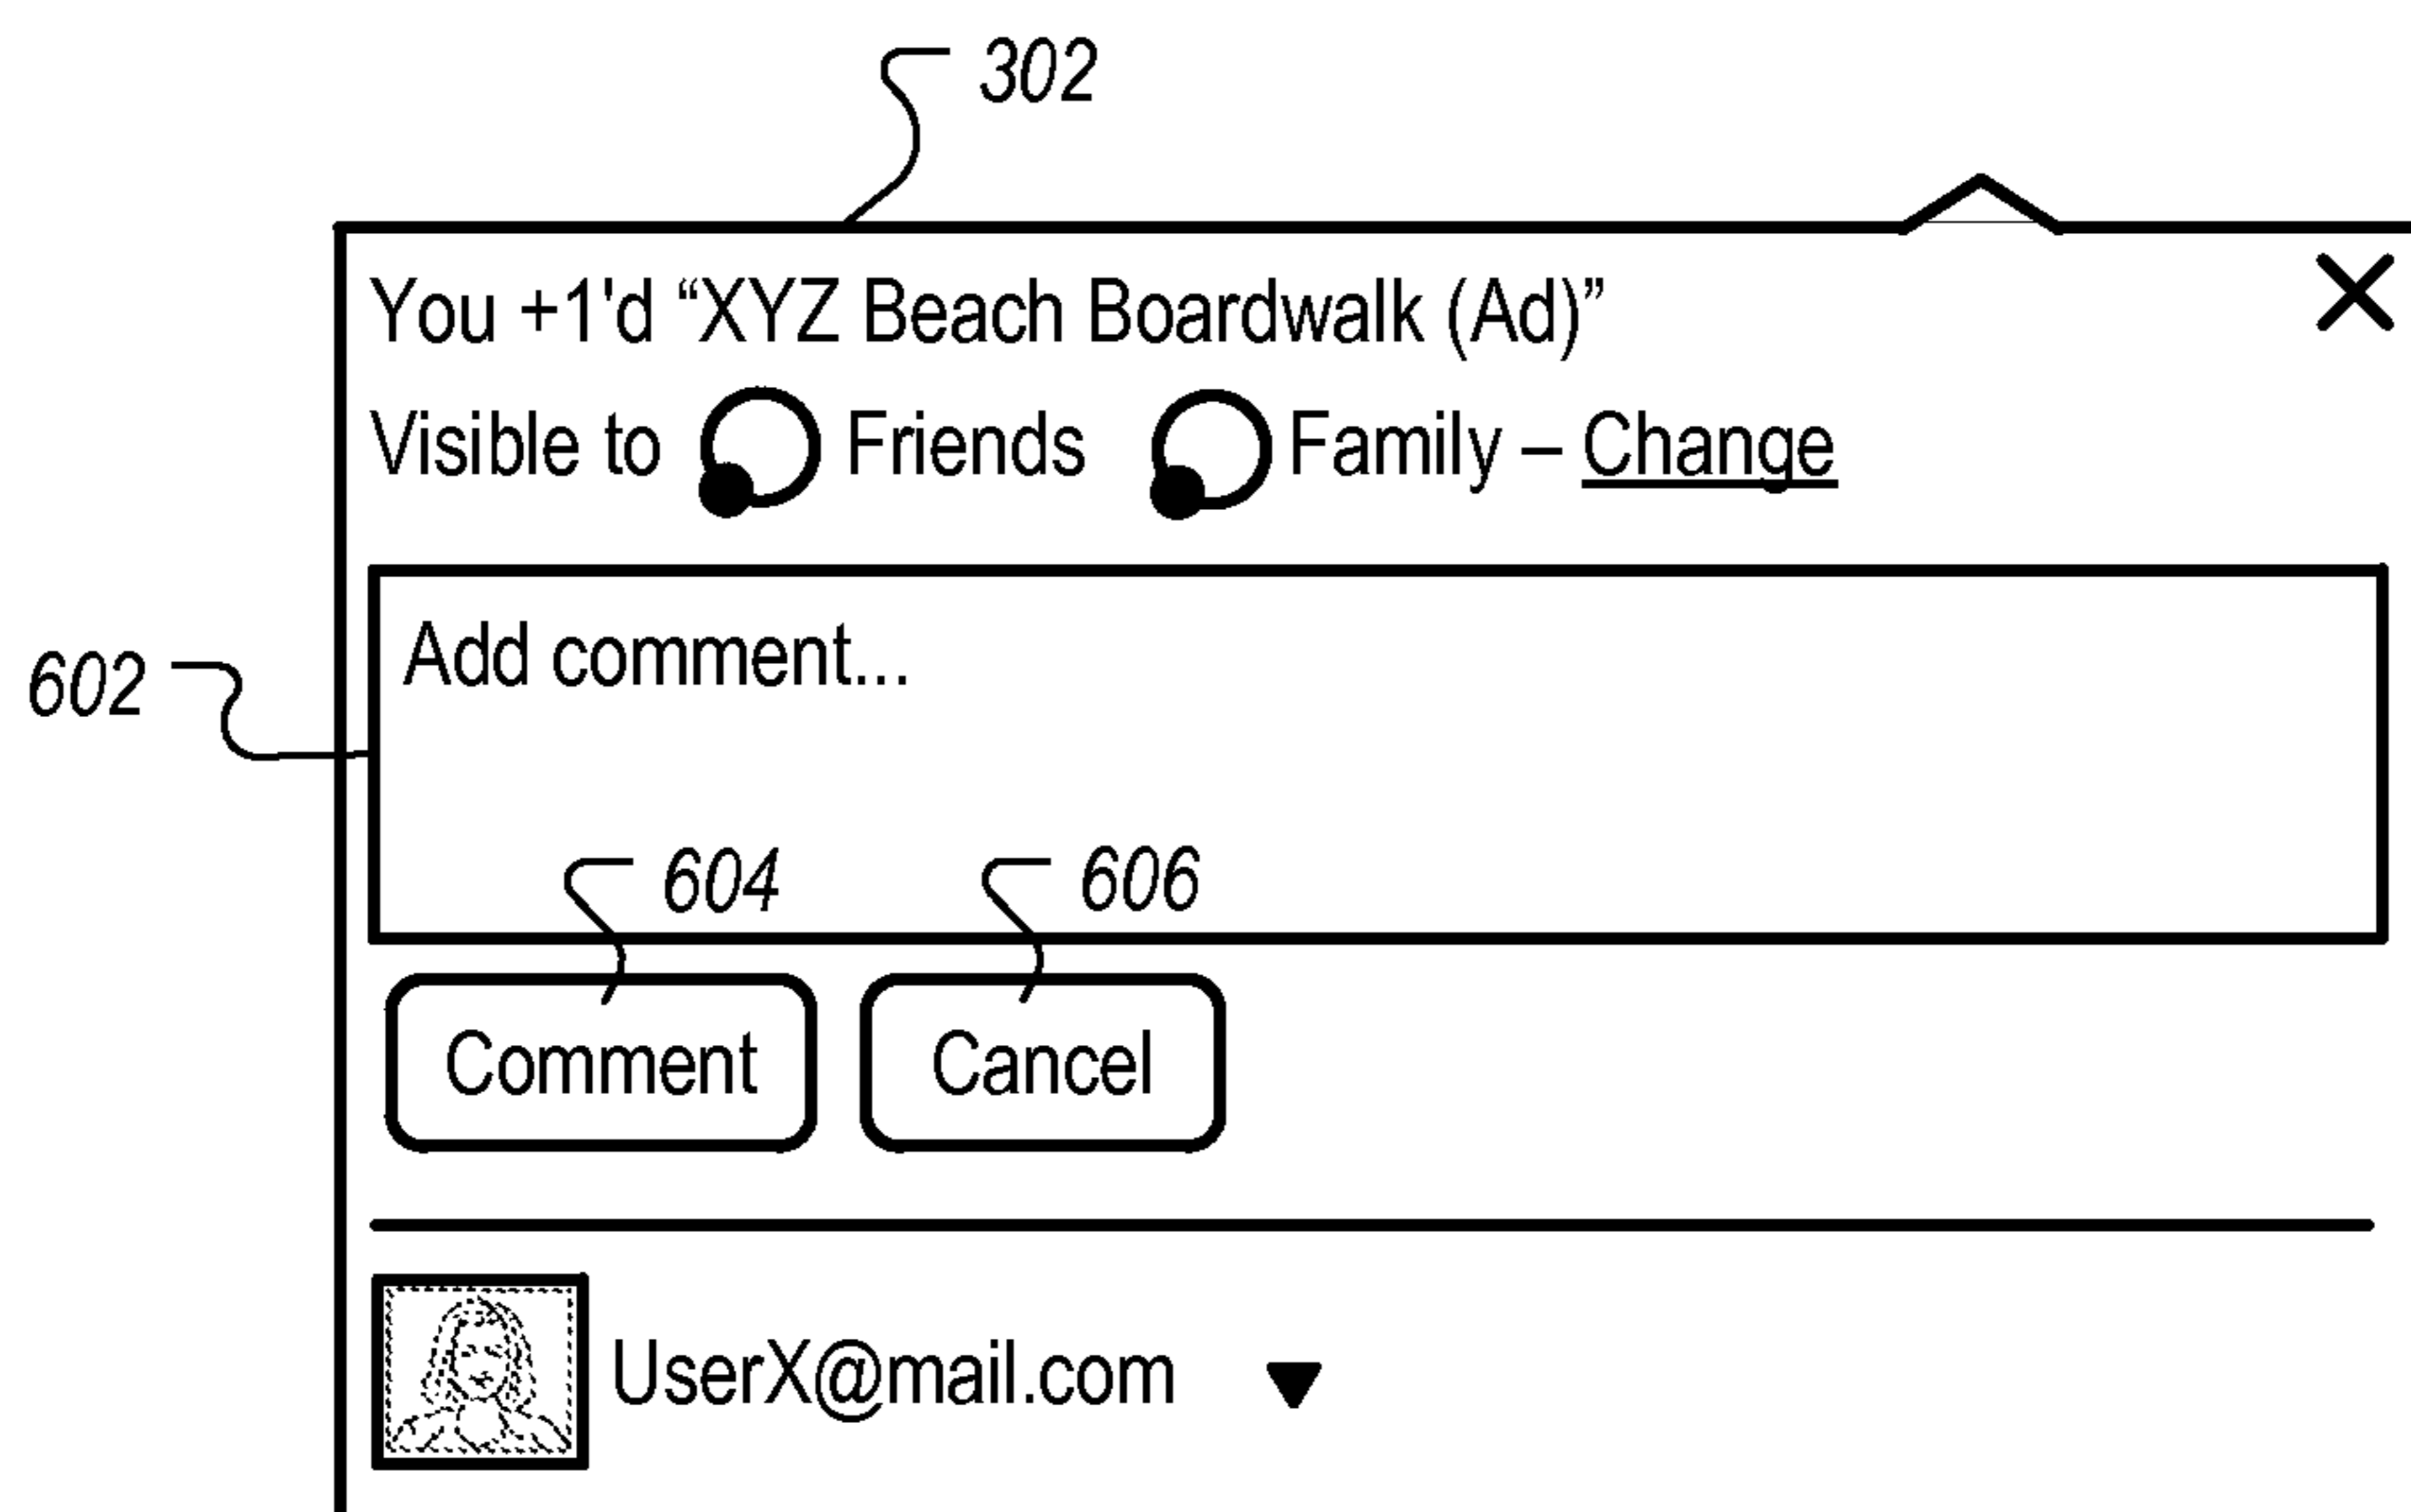 302
You +1'd “XYZ Beach Boardwalk (Ad)”
Visible to Friends Family – Change
Add comment...
602
604 606
Comment Cancel
UserX@mail.com